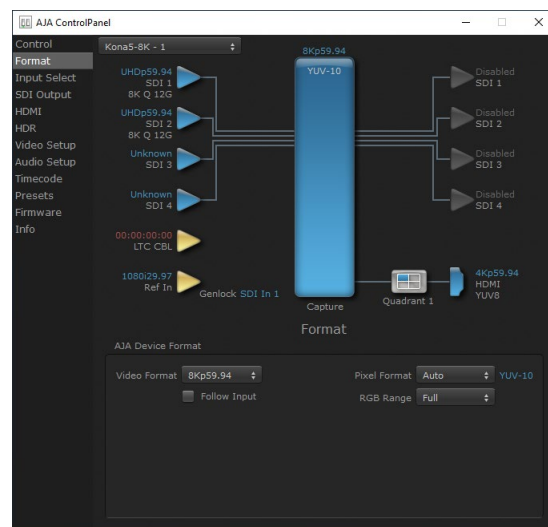 AJA ControlPanel
Control
Format
Input Select
SDI Output
HDMI
HDR
Video Setup
Audio Setup
Timecode
Presets
Firmware
Info
Kona5-8K - 1
8Kp59.94
YUV-10
UHDp59.94
SDI 1
8K Q 12G
UHDp59.94
SDI 2
8K Q 12G
Unknown
SDI 3
Unknown
SDI 4
00:00:00:00
LTC CBL
1080i29.97
Ref In
Genlock SDI In 1
Capture
Disabled
SDI 1
Disabled
SDI 2
Disabled
SDI 3
Disabled
SDI 4
Quadrant 1
4Kp59.94
HDMI
YUV8
Format
AJA Device Format
Video Format 8Kp59.94
Follow Input
Pixel Format Auto YUV-10
RGB Range Full